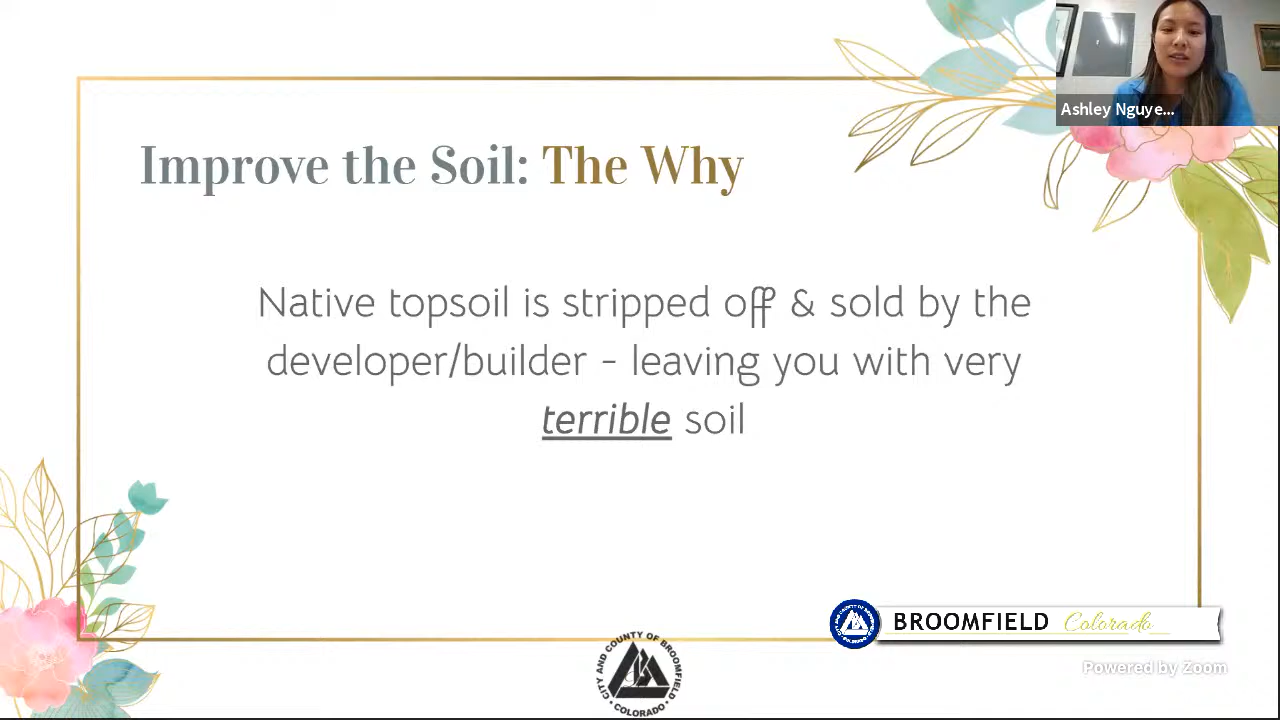 Ashley Nguye...
Improve the Soil: The Why
Native topsoil is stripped off & sold by the
developer/builder - leaving you with very
terrible soil
BROOMFIELD Colorado
CITY AND COUNTY OF BROOMFIELD
• COLORADO •
Powered by Zoom